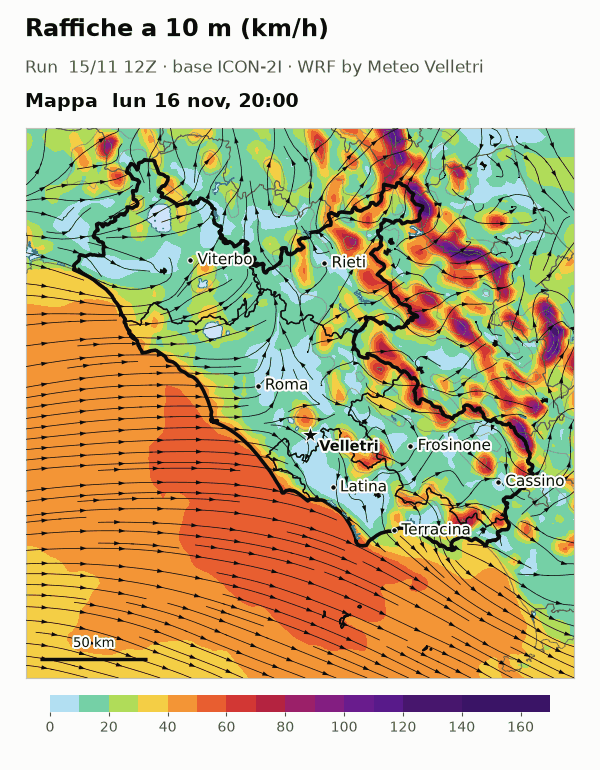 Raffiche a 10 m (km/h)
Run 15/11 12Z · base ICON-2I · WRF by Meteo Velletri
Mappa lun 16 nov, 20:00
Viterbo
Rieti
Roma
Velletri
Frosinone
Latina
Cassino
Terracina
50 km
0 20 40 60 80 100 120 140 160